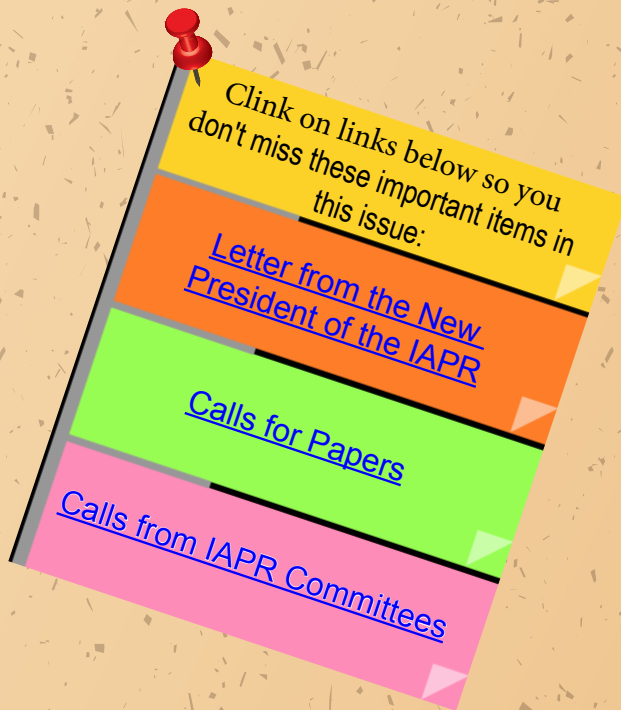 Clink on links below so you
don't miss these important items in
this issue:
Letter from the New
President of the IAPR
Calls for Papers
Calls from IAPR Committees